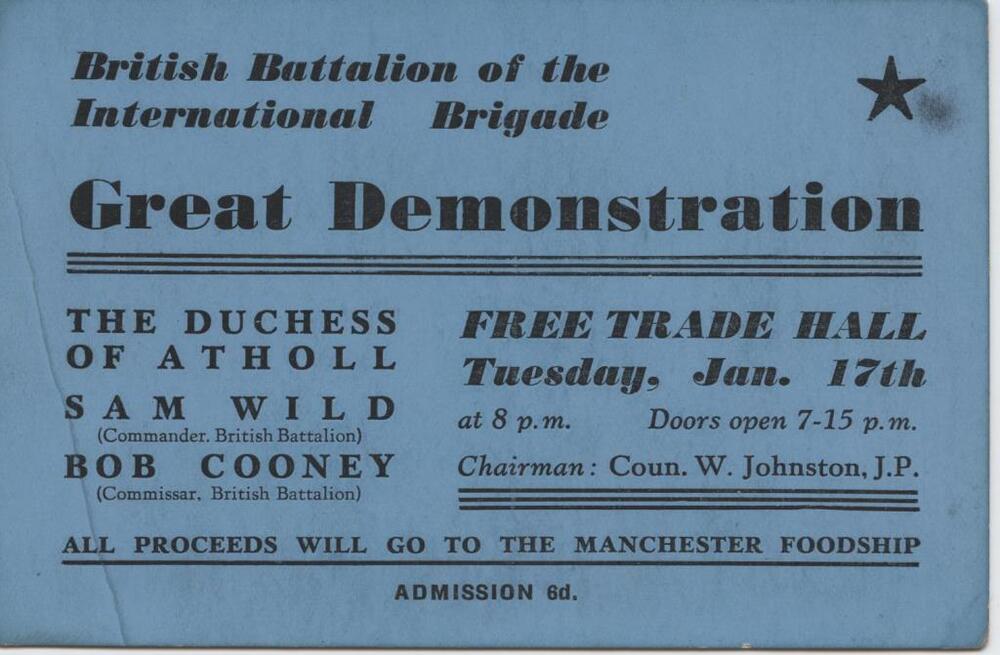 British Battalion of the
International Brigade
Great Demonstration
THE DUCHESS
OF ATHOLL
SAM WILD
(Commander. British Battalion)
BOB COONEY
(Commissar. British Battalion)
FREE TRADE HALL
Tuesday, Jan. 17th
at 8 p.m. Doors open 7-15 p.m.
Chairman: Coun. W. Johnston, J.P.
ALL PROCEEDS WILL GO TO THE MANCHESTER FOODSHIP
ADMISSION 6d.